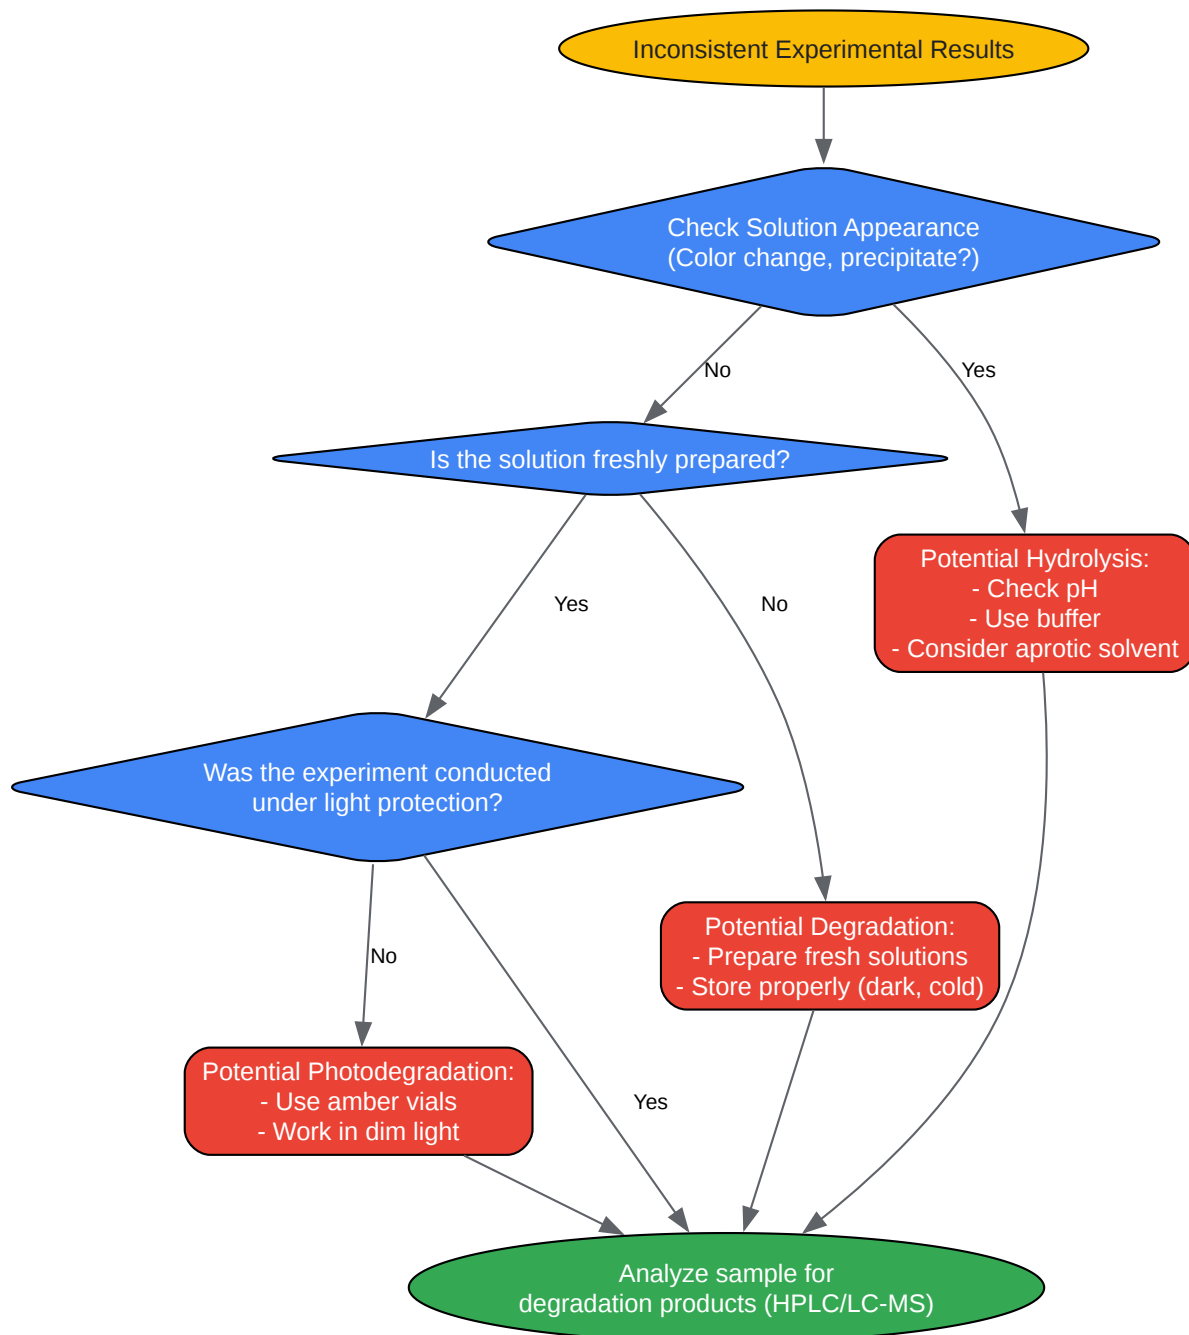 Inconsistent Experimental Results
Check Solution Appearance
(Color change, precipitate?)
No
Yes
Is the solution freshly prepared?
Potential Hydrolysis:
- Check pH
- Use buffer
- Consider aprotic solvent
Yes
No
Was the experiment conducted
under light protection?
Potential Degradation:
- Prepare fresh solutions
- Store properly (dark, cold)
No
Potential Photodegradation:
- Use amber vials
- Work in dim light
Yes
Analyze sample for
degradation products (HPLC/LC-MS)